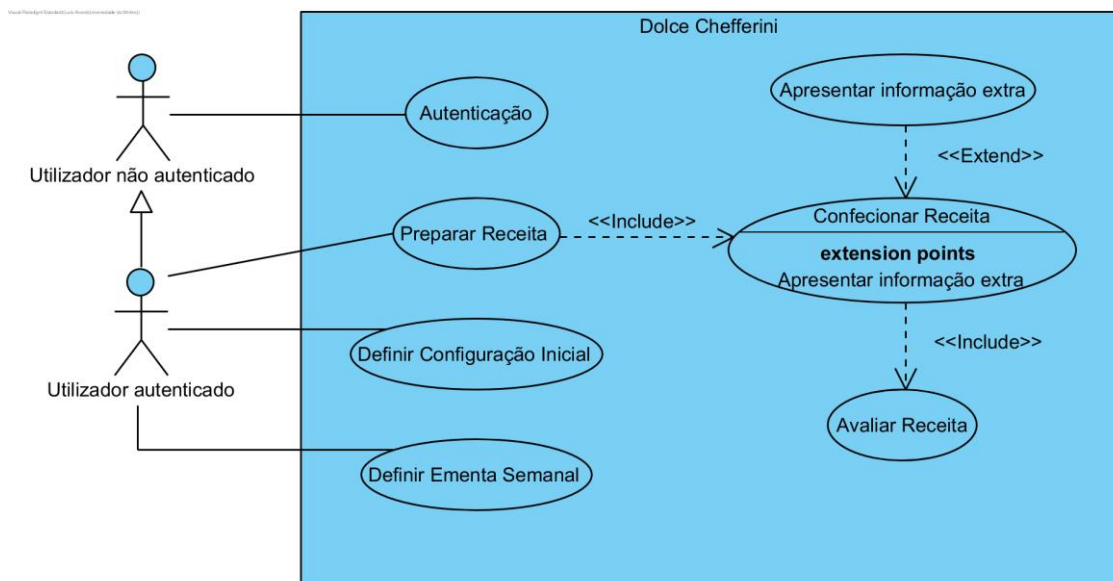 Dolce Chefferini
Utilizador não autenticado
Autenticação
Apresentar informação extra
<<Extend>>
Preparar Receita
<<Include>>
Confecionar Receita
extension points
Apresentar informação extra
Utilizador autenticado
Definir Configuração Inicial
<<Include>>
Avaliar Receita
Definir Ementa Semanal